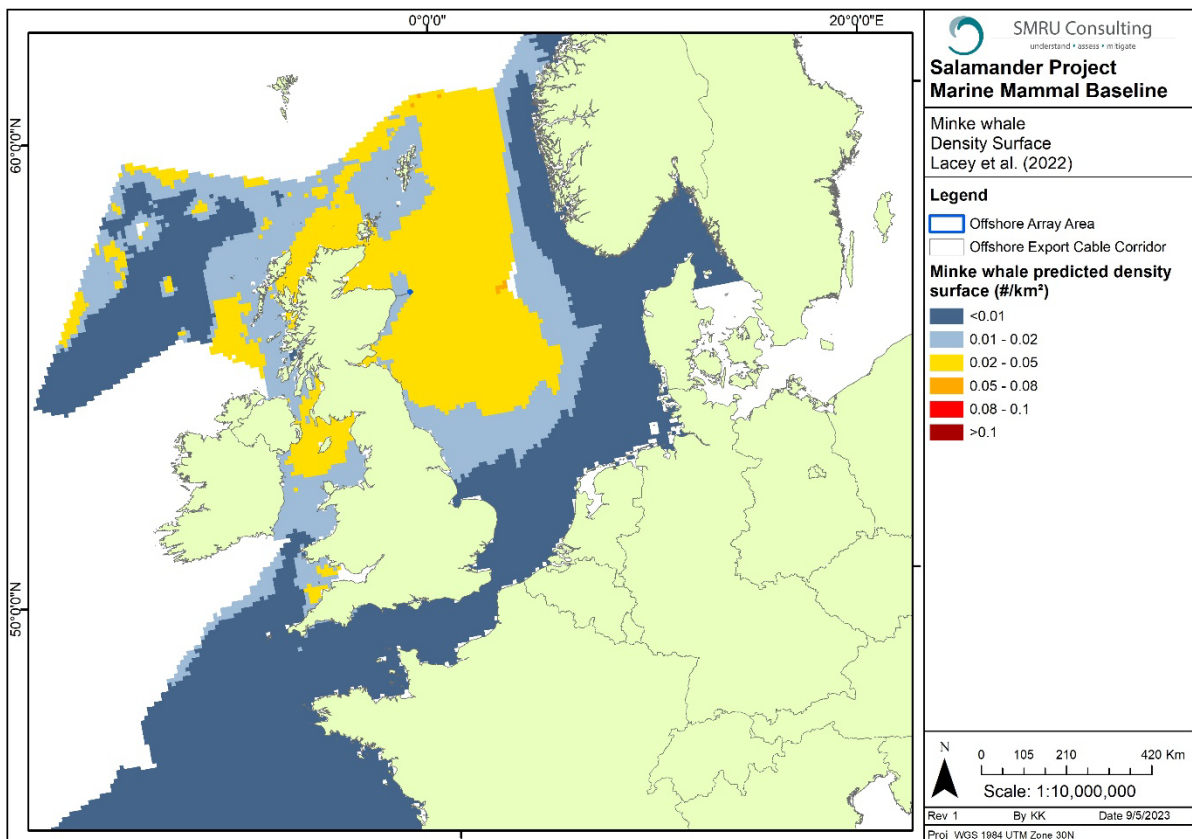 0°0'0"
20°0'0"E
60°0'0"N
50°0'0"N
SMRU Consulting
understand • assess • mitigate
Salamander Project
Marine Mammal Baseline
Minke whale
Density Surface
Lacey et al. (2022)
Legend
Offshore Array Area
Offshore Export Cable Corridor
Minke whale predicted density
surface (#/km²)
<0.01
0.01 - 0.02
0.02 - 0.05
0.05 - 0.08
0.08 - 0.1
>0.1
N
0 105 210 420 Km
Scale: 1:10,000,000
Rev 1 By KK Date 9/5/2023
Proj WGS 1984 UTM Zone 30N